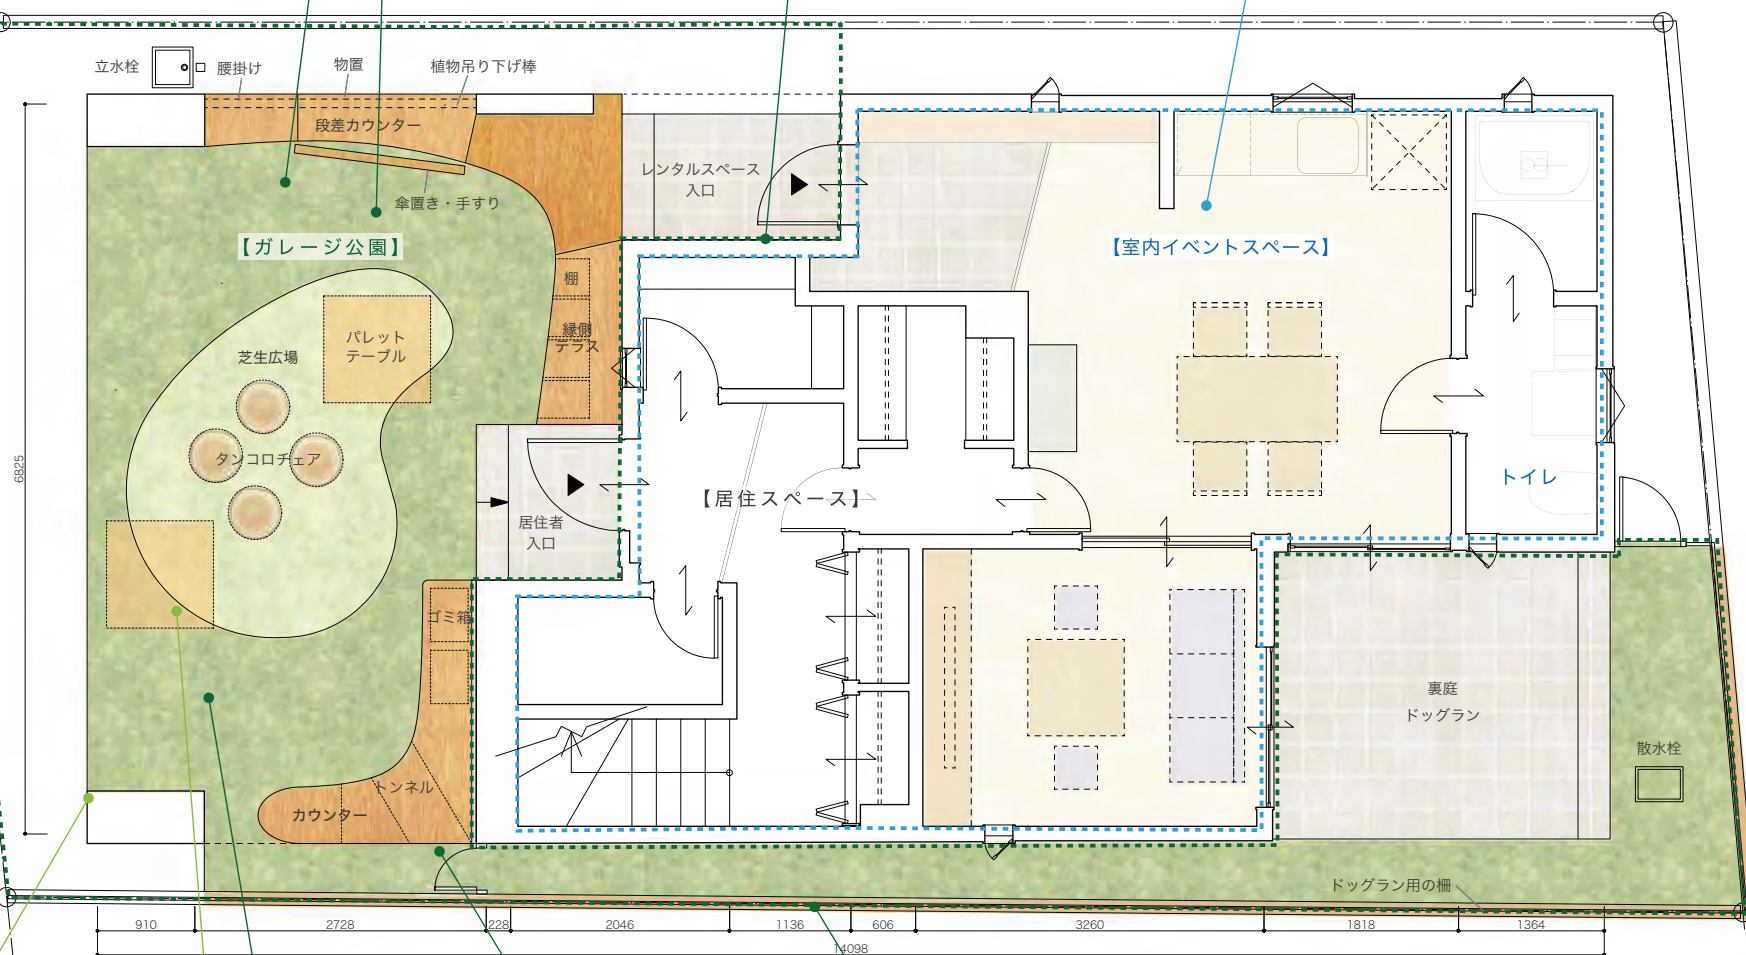 立水栓
腰掛け
物置
植物吊り下げ棒
段差カウンター
傘置き・手すり
レンタルスペース
入口
【ガレージ公園】
【室内イベントスペース】
棚
縁側
テラス
パレット
テーブル
芝生広場
タンコロチェア
6825
【居住スペース】
トイレ
居住者
入口
ゴミ箱
裏庭
ドッグラン
散水栓
トンネル
カウンター
ドッグラン用の柵
910
2728
228
2046
1136
606
3260
1818
1364
14098